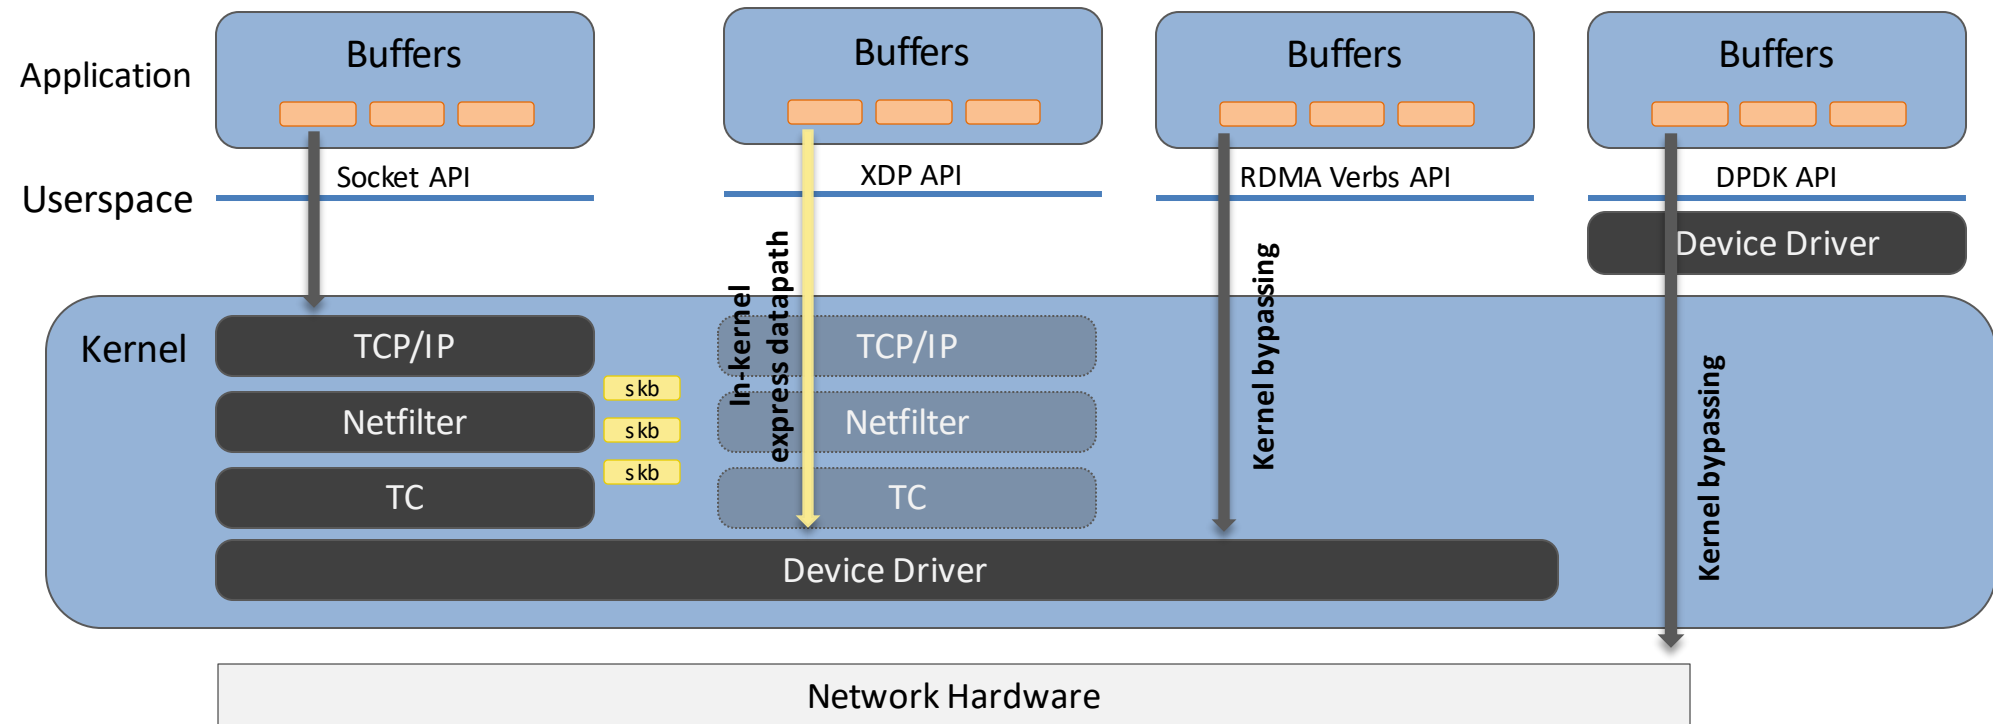 Application
Buffers
Buffers
Buffers
Buffers
Userspace
Socket API
XDP API
RDMA Verbs API
DPDK API
Device Driver
Kernel
TCP/IP
Netfilter
TC
skb
skb
skb
In-kernel
express datapath
TCP/IP
Netfilter
TC
Kernel bypassing
Kernel bypassing
Device Driver
Network Hardware